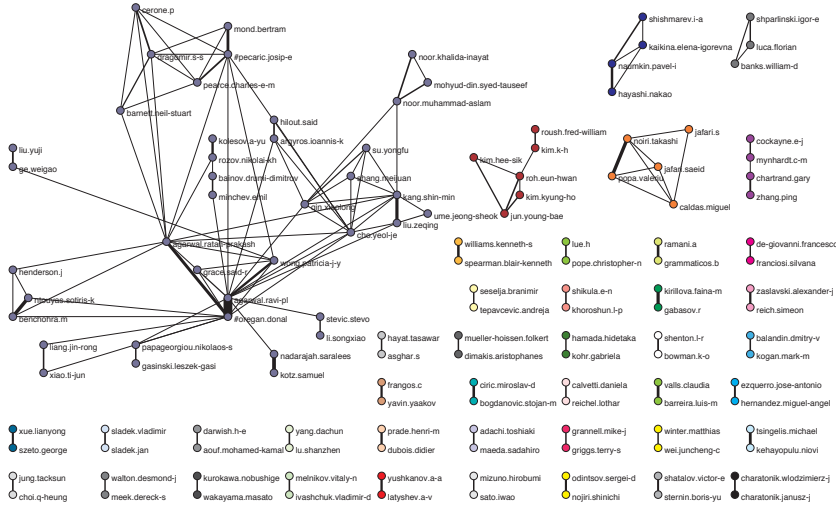 cerone.p
mond.bertram
dragomir.s-s
#pecaric.josip-e
pearce.charles-e-m
barnett.neil-stuart
noor.khalida-inayat
mohyud-din.syed-tauseef
noor.muhammad-aslam
shishmarev.i-a
kaikina.elena-igorevna
naumkin.pavel-i
hayashi.nakao
shparlinski.igor-e
luca.florian
banks.william-d
hilout.said
argyros.ioannis-k
kolesov.a-yu
rozov.nikolai-kh
bainov.drumi-dimitrov
minchev.emil
liu.yuji
ge.weigao
su.yongfu
shang.meijuan
qin.xiaolong
kang.shin-min
ume.jeong-sheok
liu.zeqing
cho.yeol-je
roush.fred-william
kim.k-h
kim.hee-sik
roh.eun-hwan
kim.kyung-ho
jun.young-bae
jafari.s
noiri.takashi
jafari.saeid
popa.valeriu
caldas.miguel
cockayne.e-j
mynhardt.c-m
chartrand.gary
zhang.ping
agarwal.ratan-prakash
wong.patricia-j-y
grace.said-r
henderson.j
ntouyas.sotiris-k
benchohra.m
agarwal.ravi-pl
#oregan.donal
stevic.stevo
li.songxiao
liang.jin-rong
xiao.ti-jun
papageorgiou.nikolaos-s
gasinski.leszek-gasi
nadarajah.saralees
kotz.samuel
williams.kenneth-s
spearman.blair-kenneth
lue.h
pope.christopher-n
ramani.a
grammaticos.b
de-giovanni.francesco
franciosi.silvana
seselja.branimir
tepavcevic.andreja
shikula.e-n
khoroshun.l-p
kirillova.faina-m
gabasov.r
zaslavski.alexander-j
reich.simeon
hayat.tasawar
asghar.s
mueller-hoissen.folkert
dimakis.aristophanes
hamada.hidetaka
kohr.gabriela
shenton.l-r
bowman.k-o
balandin.dmitry-v
kogan.mark-m
frangos.c
yavin.yaakov
ciric.miroslav-d
bogdanovic.stojan-m
calvetti.daniela
reichel.lothar
valls.claudia
barreira.luis-m
ezquerro.jose-antonio
hernandez.miguel-angel
xue.lianyong
szeto.george
sladek.vladimir
sladek.jan
darwish.h-e
aouf.mohamed-kamal
yang.dachun
lu.shanzhen
prade.henri-m
dubois.didier
adachi.toshiaki
maeda.sadahiro
grannell.mike-j
griggs.terry-s
winter.matthias
wei.juncheng-c
tsingelis.michael
kehayopulu.niovi
jung.tacksun
choi.q-heung
walton.desmond-j
meek.dereck-s
kurokawa.nobushige
wakayama.masato
melnikov.vitaly-n
ivashchuk.vladimir-d
yushkanov.a-a
latyshev.a-v
mizuno.hirobumi
sato.iwao
odintsov.sergei-d
nojiri.shinichi
shatalov.victor-e
sternin.boris-yu
charatonik.wlodzimierz-j
charatonik.janusz-j